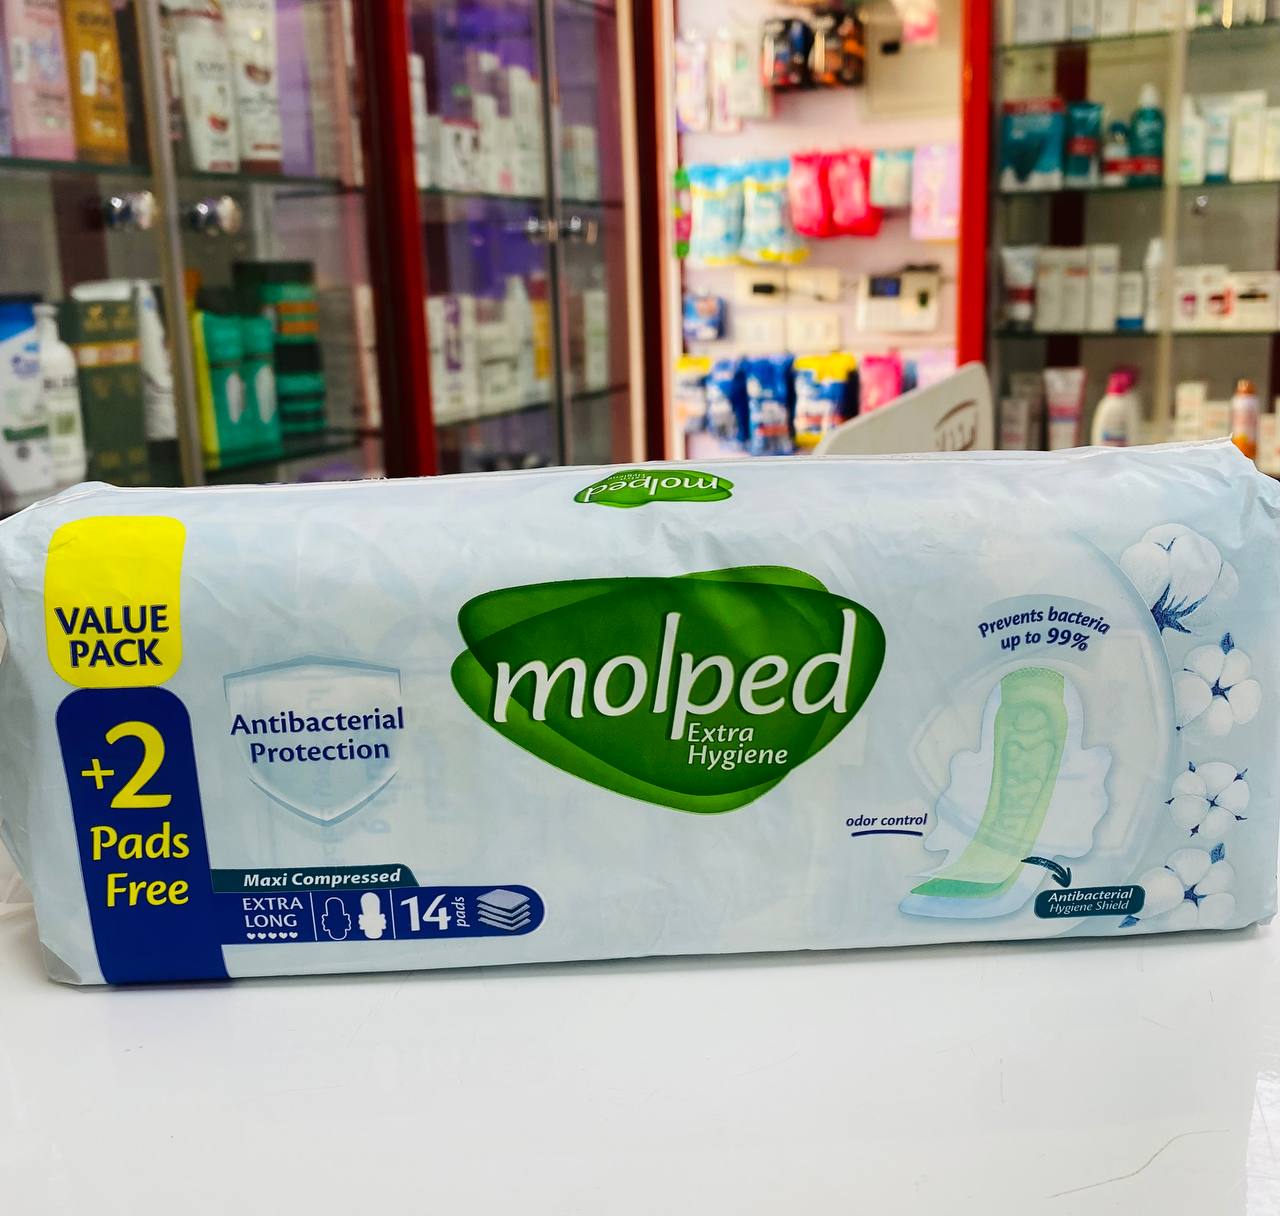 molped
VALUE
PACK
+2
Pads
Free
Antibacterial
Protection
molped
Extra
Hygiene
Prevents bacteria
up to 99%
odor control
Antibacterial
Hygiene Shield
Maxi Compressed
EXTRA
LONG
14 pads